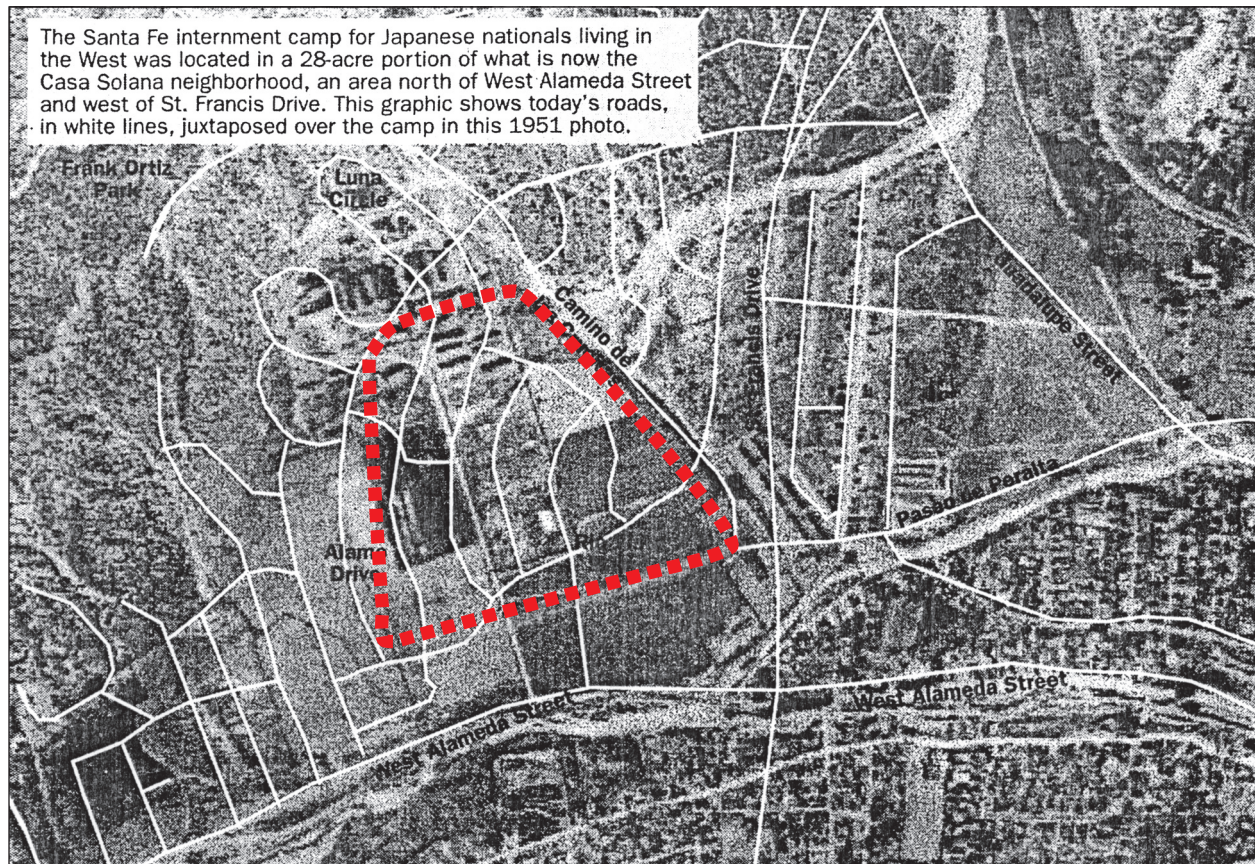 The Santa Fe internment camp for Japanese nationals living in
the West was located in a 28-acre portion of what is now the
Casa Solana neighborhood, an area north of West Alameda Street
and west of St. Francis Drive. This graphic shows today's roads,
in white lines, juxtaposed over the camp in this 1951 photo.
Frank Ortiz
Park
Luna
Circle
Camino de
Drive
Guadalupe Street
Paseo de Peralta
Alamo
Drive
Rio
West Alameda Street
West Alameda Street